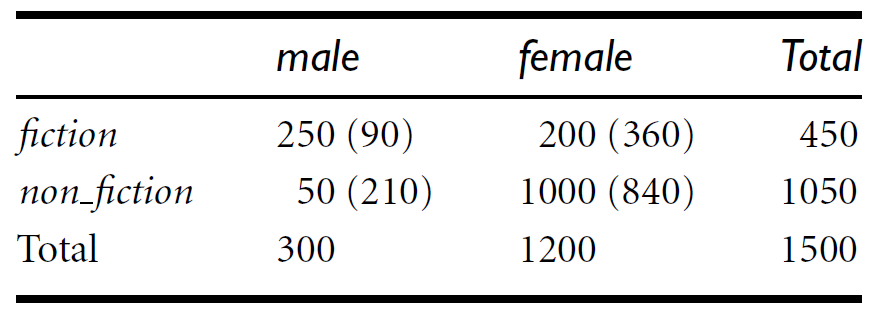 male female Total
fiction 250 (90) 200 (360) 450
non_fiction 50 (210) 1000 (840) 1050
Total 300 1200 1500